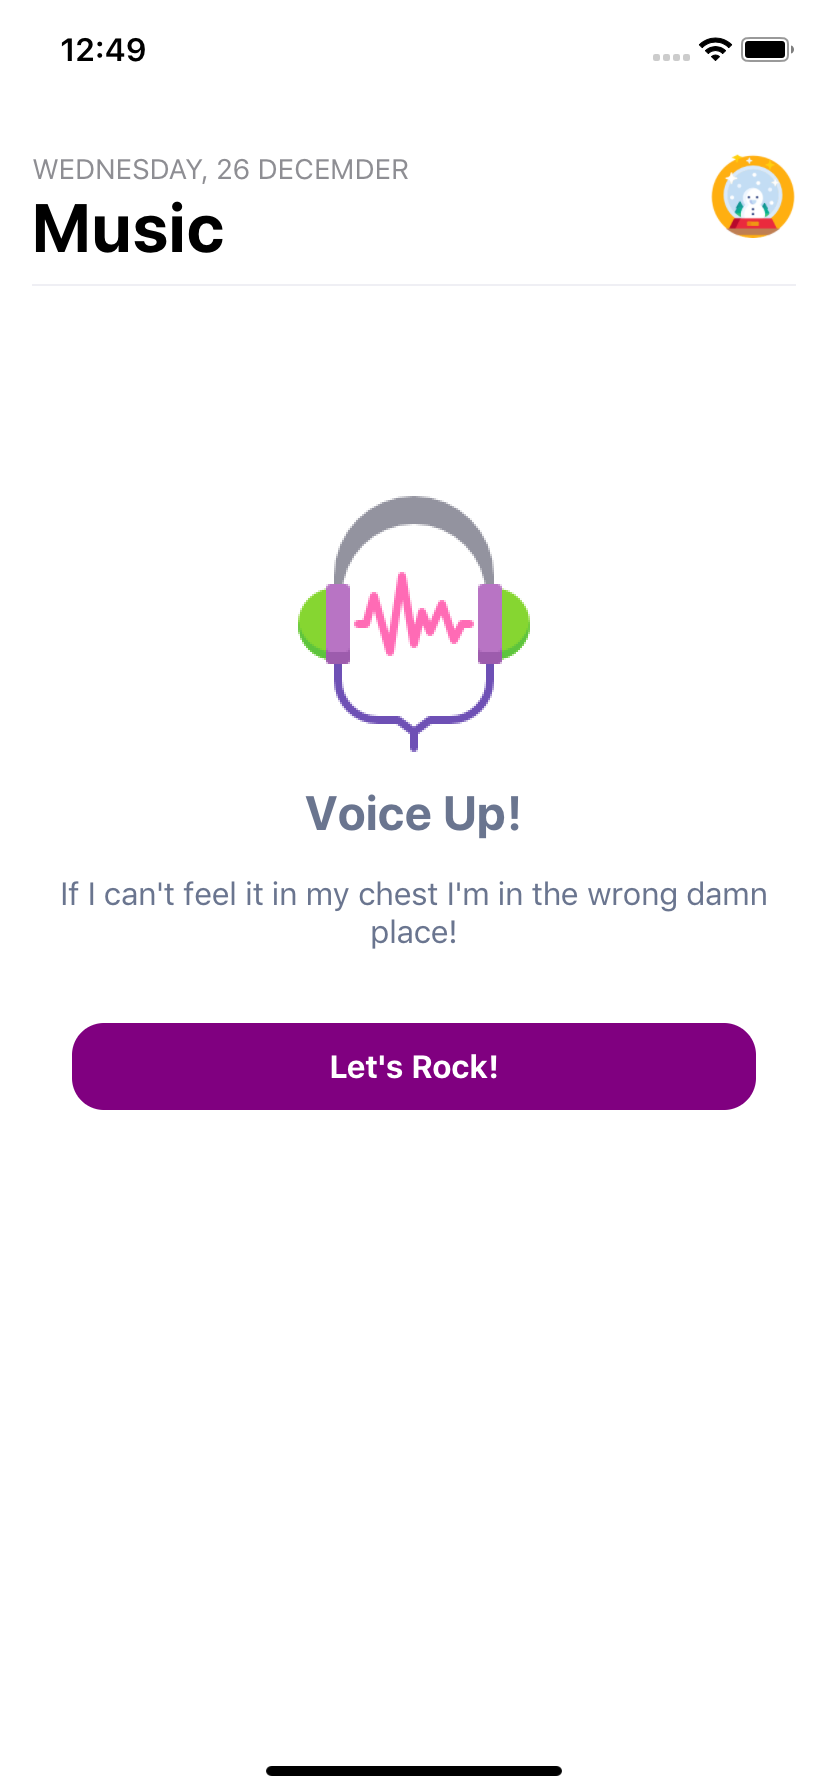 12:49
WEDNESDAY, 26 DECEMDER
Music
Voice Up!
If I can't feel it in my chest I'm in the wrong damn
place!
Let's Rock!